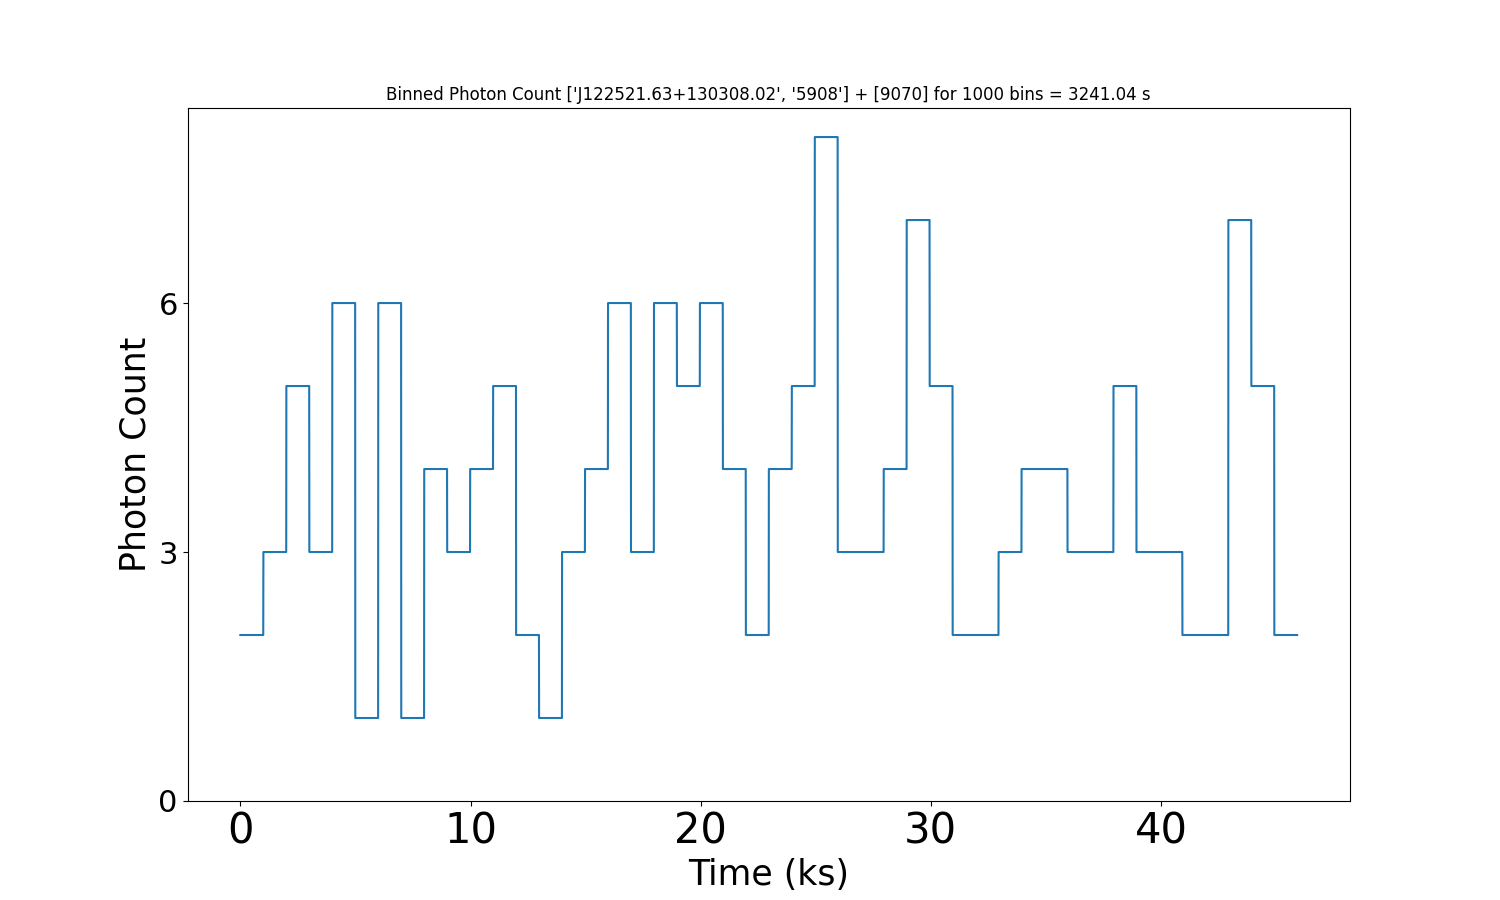 Binned Photon Count ['J122521.63+130308.02', '5908'] + [9070] for 1000 bins = 3241.04 s
Photon Count
6
3
0
0 10 20 30 40
Time (ks)